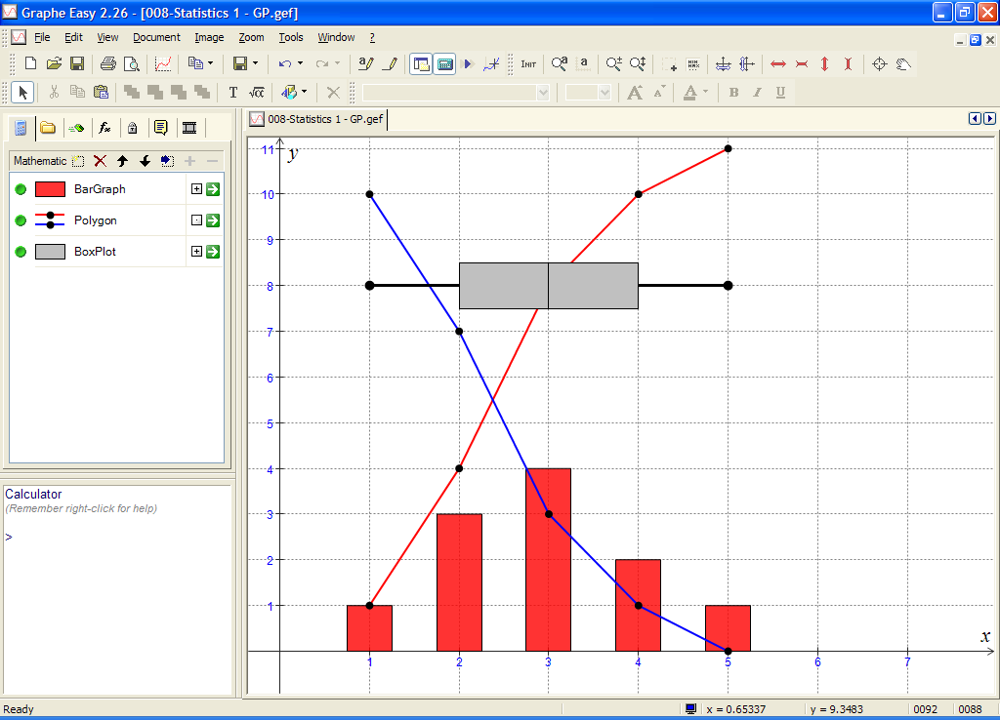 Graphe Easy 2.26 - [008-Statistics 1 - GP.gef]
File Edit View Document Image Zoom Tools Window ?
INIT a
T B I U
008-Statistics 1 - GP.gef
Mathematic
BarGraph
Polygon
BoxPlot
Calculator
(Remember right-click for help)
>
y
11
10
9
8
7
6
5
4
3
2
1
x
1 2 3 4 5 6 7
Ready x = 0.65337 y = 9.3483 0092 0088